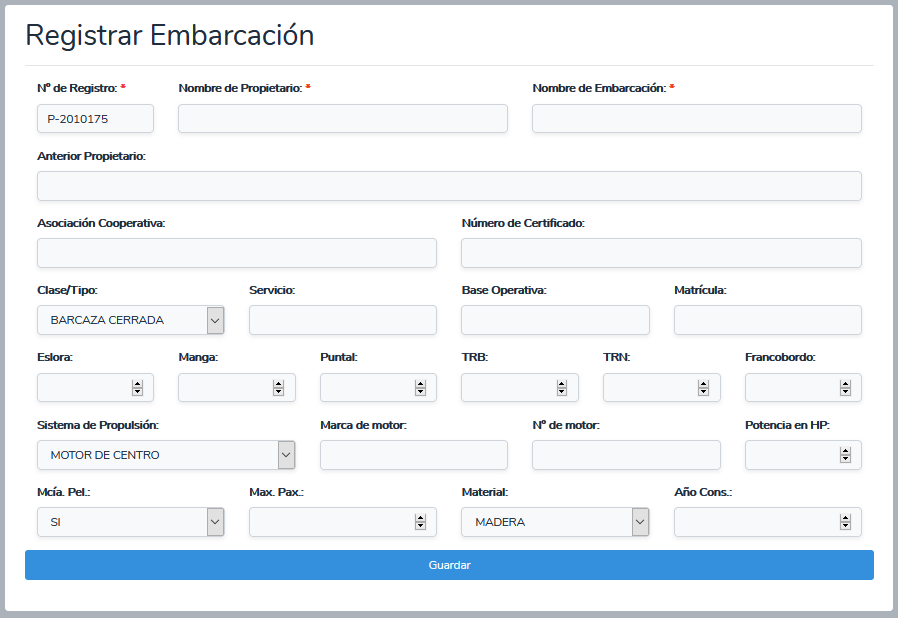 Registrar Embarcación
Nº de Registro: * Nombre de Propietario: * Nombre de Embarcación: *
P-2010175
Anterior Propietario:
Asociación Cooperativa: Número de Certificado:
Clase/Tipo: Servicio: Base Operativa: Matrícula:
BARCAZA CERRADA
Eslora: Manga: Puntal: TRB: TRN: Francobordo:
Sistema de Propulsión: Marca de motor: Nº de motor: Potencia en HP:
MOTOR DE CENTRO
Mcía. Pel.: Max. Pax.: Material: Año Cons.:
SI MADERA
Guardar